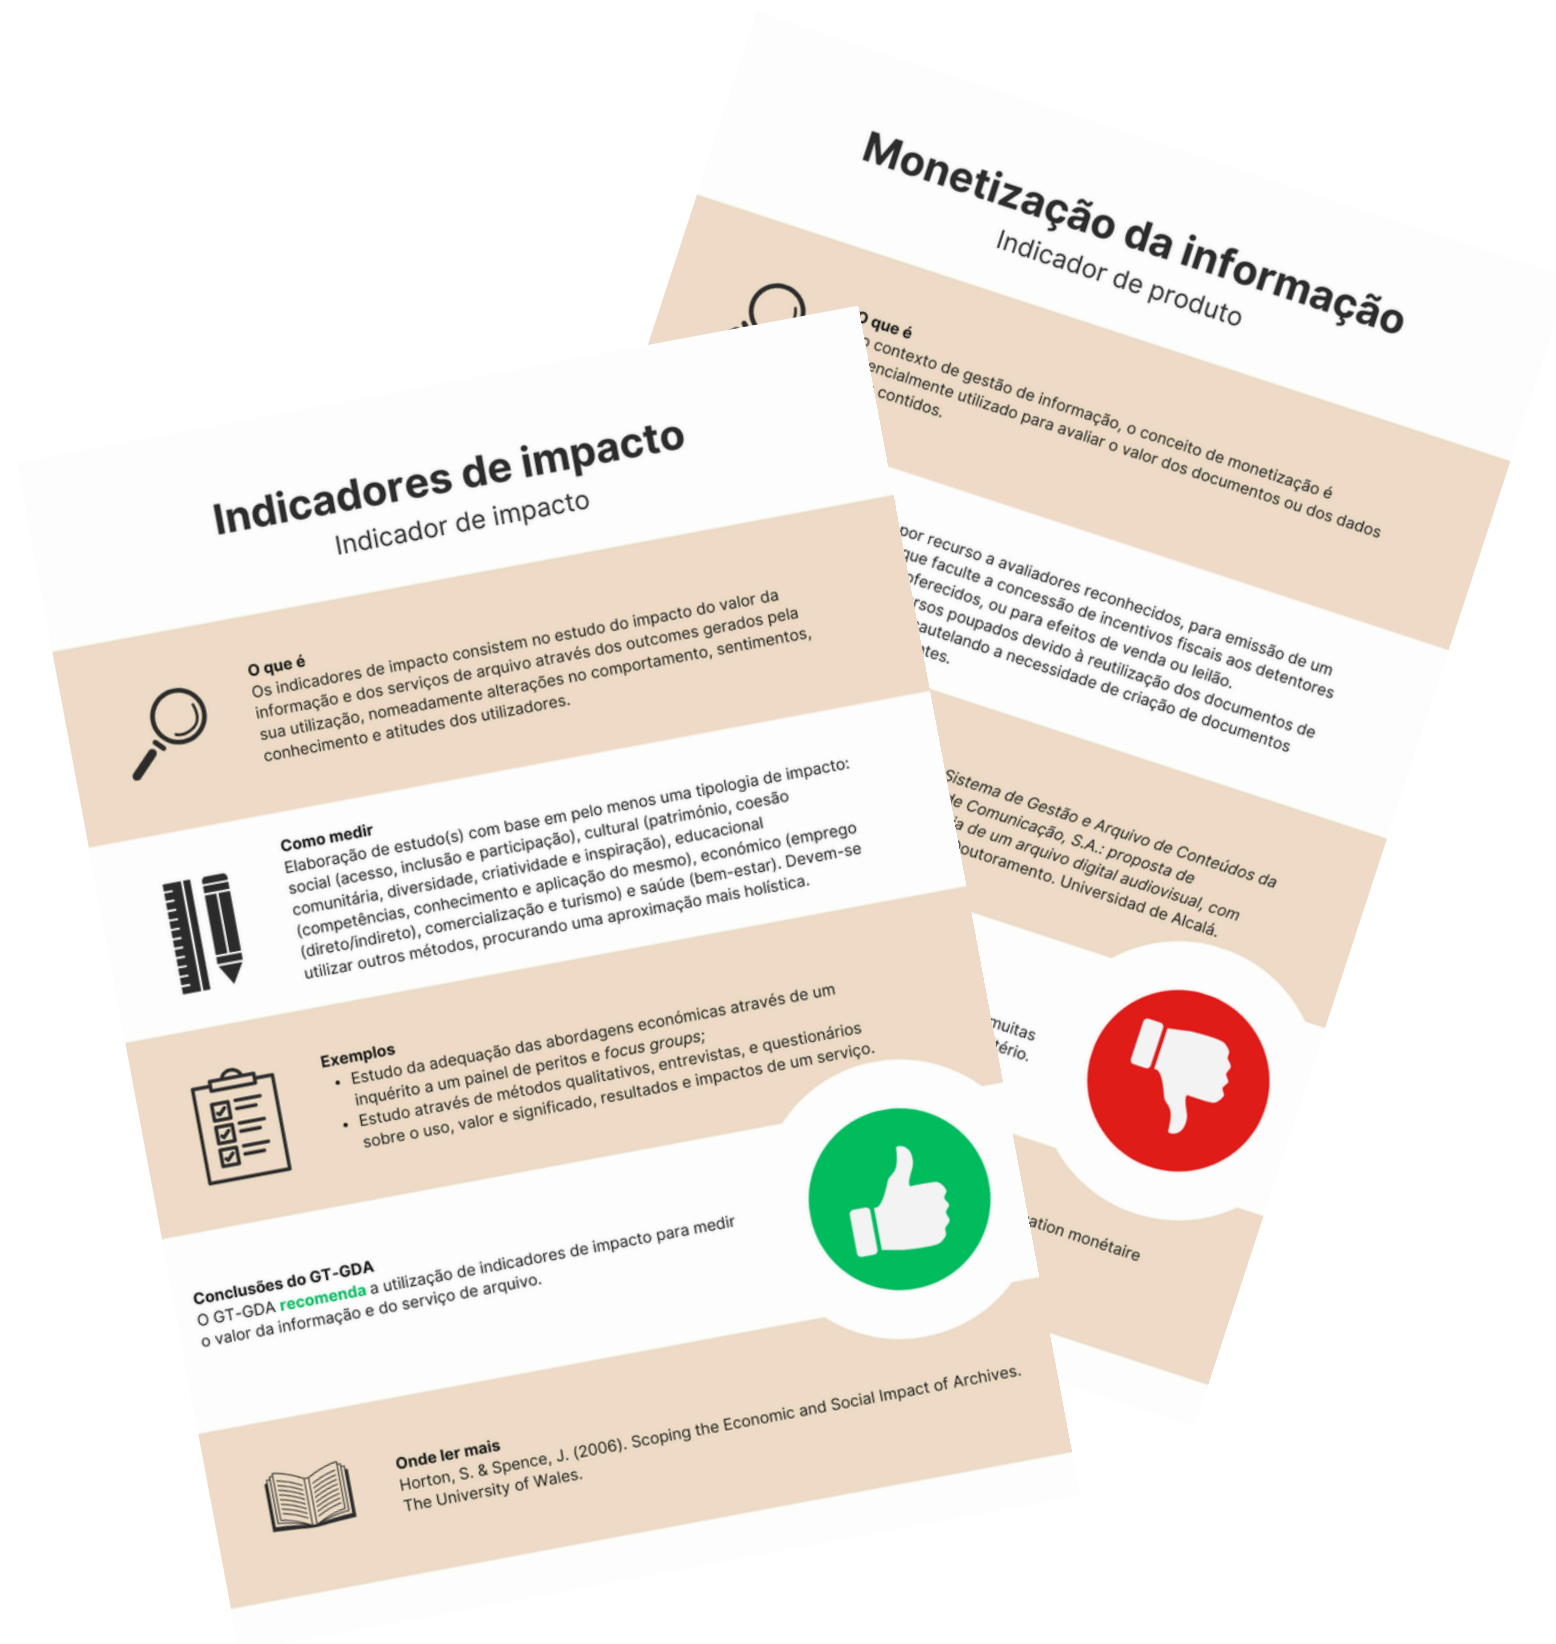 Monetização da informação
Indicador de produto
O que é
contexto de gestão de informação, o conceito de monetização é
utilizado para avaliar o valor dos documentos ou dos dados
contidos.
por recurso a avaliadores reconhecidos, para emissão de um
que faculte a concessão de incentivos fiscais aos detentores
oferecidos, ou para efeitos de venda ou leilão.
poupados devido à reutilização dos documentos de
a necessidade de criação de documentos
Sistema de Gestão e Arquivo de Conteúdos da
de Comunicação, S.A.: proposta de
de um arquivo digital audiovisual, com
Doutoramento. Universidad de Alcalá.
muitas
monétaire
Indicadores de impacto
Indicador de impacto
O que é
Os indicadores de impacto consistem no estudo do impacto do valor da
informação e dos serviços de arquivo através dos outcomes gerados pela
sua utilização, nomeadamente alterações no comportamento, sentimentos,
conhecimento e atitudes dos utilizadores.
Como medir
Elaboração de estudo(s) com base em pelo menos uma tipologia de impacto:
social (acesso, inclusão e participação), cultural (património, coesão
comunitária, diversidade, criatividade e inspiração), educacional
(competências, conhecimento e aplicação do mesmo), económico (emprego
(direto/indireto), comercialização e turismo) e saúde (bem-estar). Devem-se
utilizar outros métodos, procurando uma aproximação mais holística.
Exemplos
• Estudo da adequação das abordagens económicas através de um
inquérito a um painel de peritos e focus groups;
• Estudo através de métodos qualitativos, entrevistas, e questionários
sobre o uso, valor e significado, resultados e impactos de um serviço.
Conclusões do GT-GDA
O GT-GDA recomenda a utilização de indicadores de impacto para medir
o valor da informação e do serviço de arquivo.
Onde ler mais
Horton, S. & Spence, J. (2006). Scoping the Economic and Social Impact of Archives.
The University of Wales.